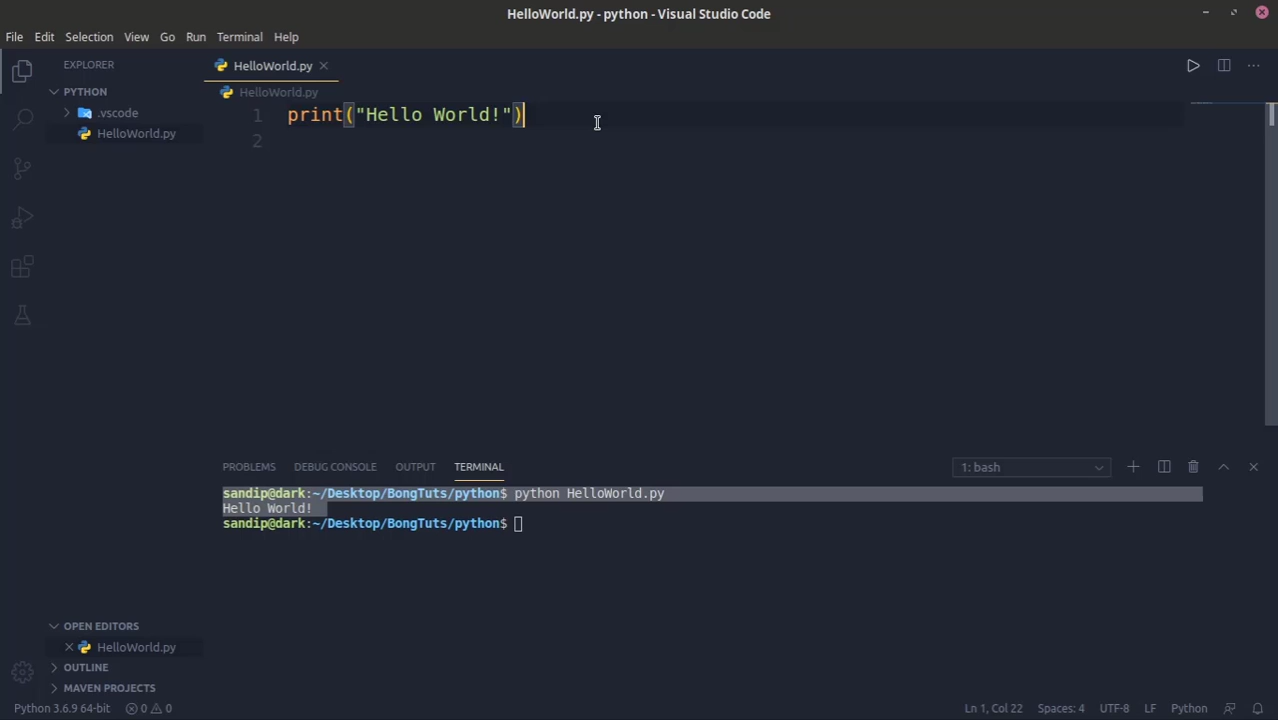 HelloWorld.py - python - Visual Studio Code
File Edit Selection View Go Run Terminal Help
EXPLORER
PYTHON
.vscode
HelloWorld.py
HelloWorld.py
HelloWorld.py
1 print("Hello World!")
2
PROBLEMS DEBUG CONSOLE OUTPUT TERMINAL
1: bash
sandip@dark:~/Desktop/BongTuts/python$ python HelloWorld.py
Hello World!
sandip@dark:~/Desktop/BongTuts/python$
OPEN EDITORS
HelloWorld.py
OUTLINE
MAVEN PROJECTS
Python 3.6.9 64-bit 0 0 Ln 1, Col 22 Spaces: 4 UTF-8 LF Python